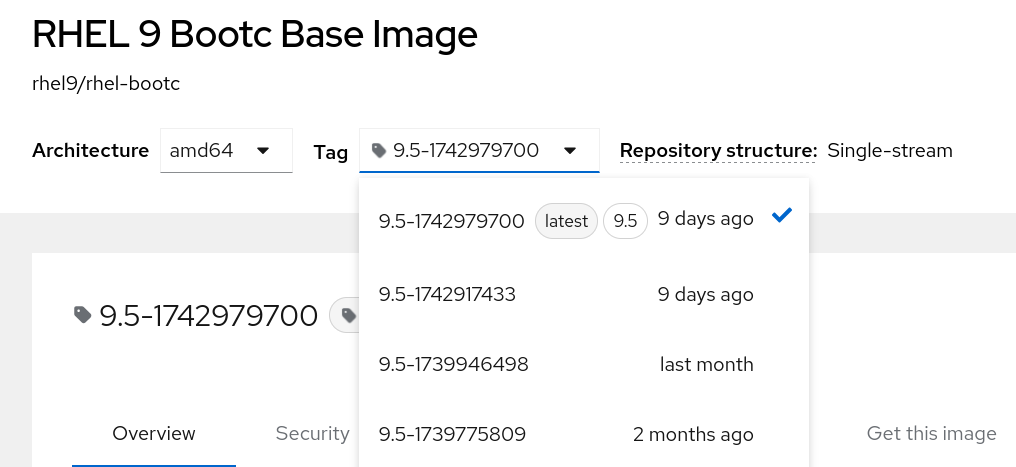 RHEL 9 Bootc Base Image
rhel9/rhel-bootc
Architecture amd64 Tag 9.5-1742979700 Repository structure: Single-stream
9.5-1742979700 latest 9.5 9 days ago
9.5-1742917433 9 days ago
9.5-1742979700
9.5-1739946498 last month
Overview Security 9.5-1739775809 2 months ago Get this image